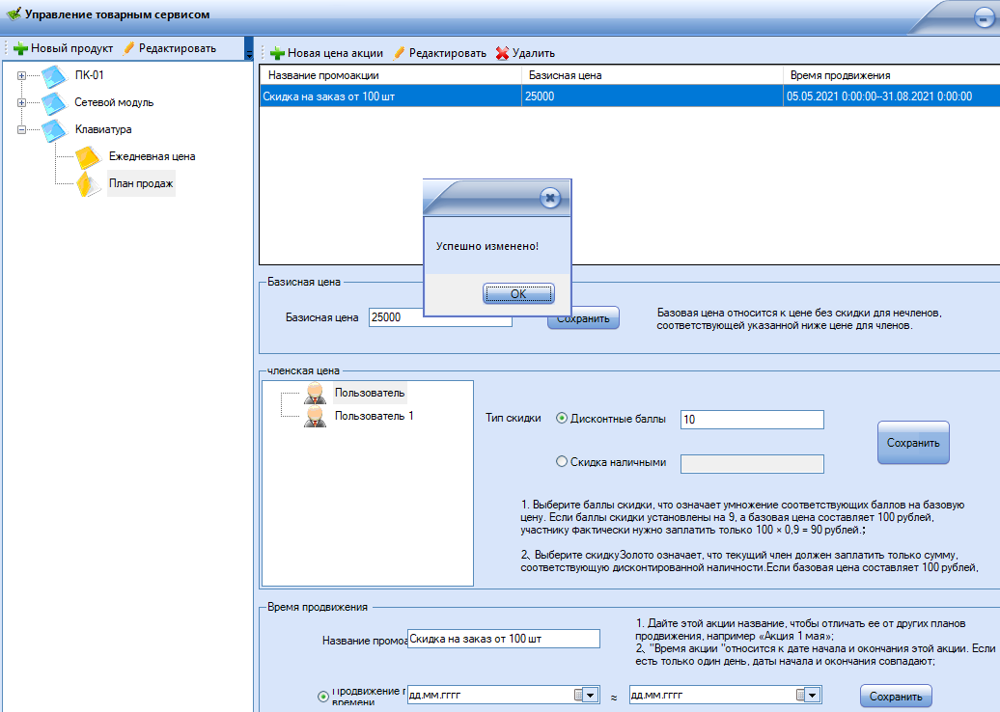 Управление товарным сервисом
Новый продукт Редактировать
ПК-01
Сетевой модуль
Клавиатура
Ежедневная цена
План продаж
Новая цена акции Редактировать Удалить
Название промоакции Базисная цена Время продвижения
Скидка на заказ от 100 шт 25000 05.05.2021 0:00:00--31.08.2021 0:00:00
Успешно изменено!
OK
Базисная цена
Базисная цена 25000 Сохранить
Базовая цена относится к цене без скидки для нечленов,
соответствующей указанной ниже цене для членов.
членская цена
Пользователь
Пользователь 1
Тип скидки Дисконтные баллы 10
Скидка наличными
Сохранить
1. Выберите баллы скидки, что означает умножение соответствующих баллов на базовую
цену. Если баллы скидки установлены на 9, а базовая цена составляет 100 рублей,
участнику фактически нужно заплатить только 100 × 0,9 = 90 рублей.;
2、Выберите скидкуЗолото означает, что текущий член должен заплатить только сумму,
соответствующую дисконтированной наличности.Если базовая цена составляет 100 рублей,
Время продвижения
Название промоа Скидка на заказ от 100 шт
1. Дайте этой акции название, чтобы отличать ее от других планов
продвижения, например «Акция 1 мая»;
2、"Время акции "относится к дате начала и окончания этой акции. Если
есть только один день, даты начала и окончания совпадают;
Продвижение г
времени
дд.мм.гггг ≈ дд.мм.гггг Сохранить